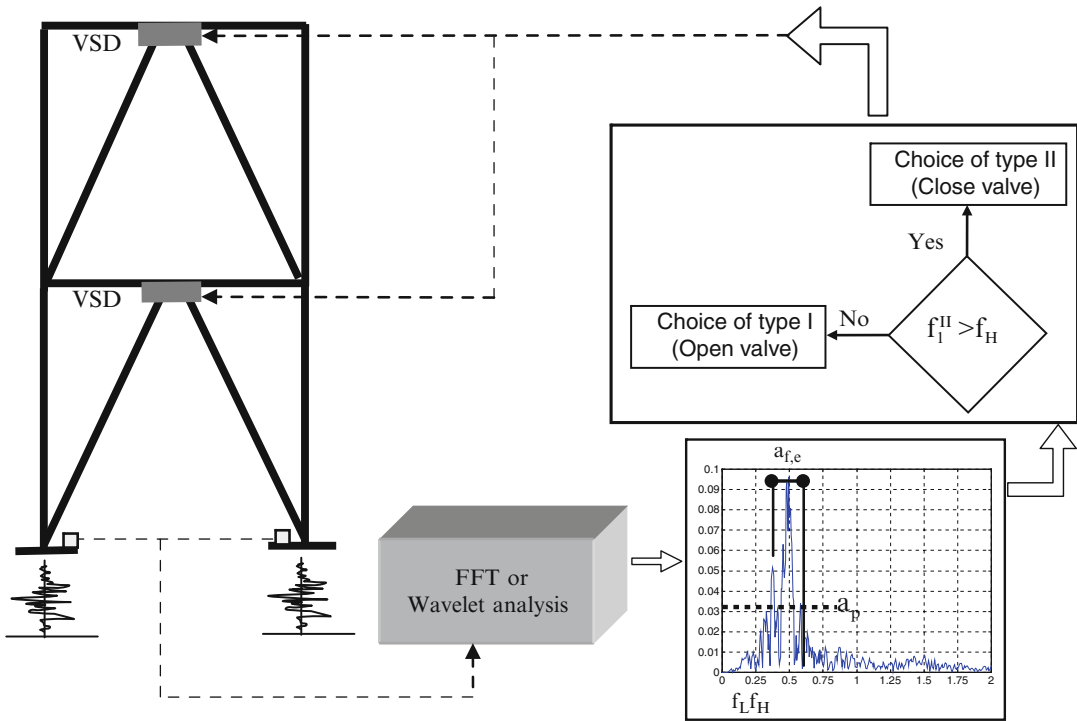 VSD
VSD
Choice of type II
(Close valve)
Yes
No
Choice of type I
(Open valve)
f₁ᴵᴵ >f_H
FFT or
Wavelet analysis
a_f,e
0.1
0.09
0.08
0.07
0.06
0.05
0.04
0.03
0.02
0.01
0
a_p
0 0.25 0.5 0.75 1 1.25 1.5 1.75 2
f_L f_H